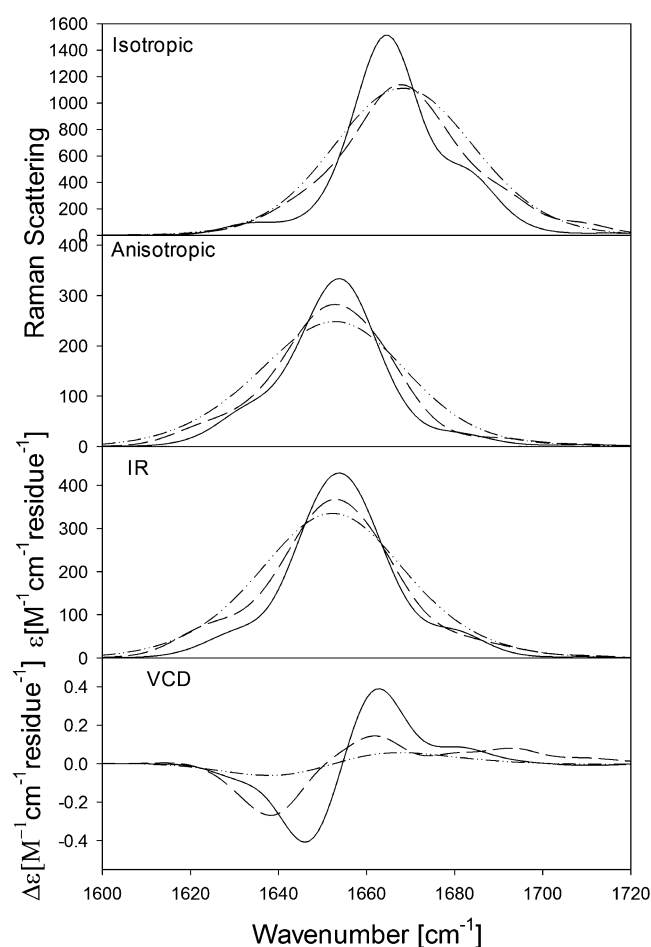 Isotropic
1600
1400
1200
1000
800
600
400
200
0
Raman Scattering
Anisotropic
400
300
200
100
0
IR
400
300
200
100
0
ε[M⁻¹cm⁻¹residue⁻¹]
VCD
0.4
0.2
0.0
-0.2
-0.4
Δε[M⁻¹cm⁻¹residue⁻¹]
1600 1620 1640 1660 1680 1700 1720
Wavenumber [cm⁻¹]